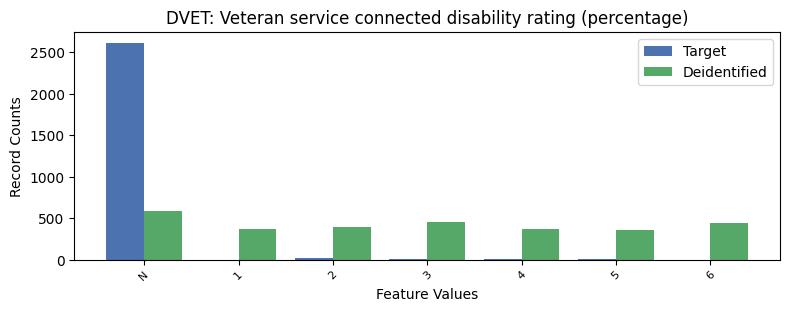 DVET: Veteran service connected disability rating (percentage)
Target
Deidentified
Record Counts
2500
2000
1500
1000
500
0
N 1 2 3 4 5 6
Feature Values